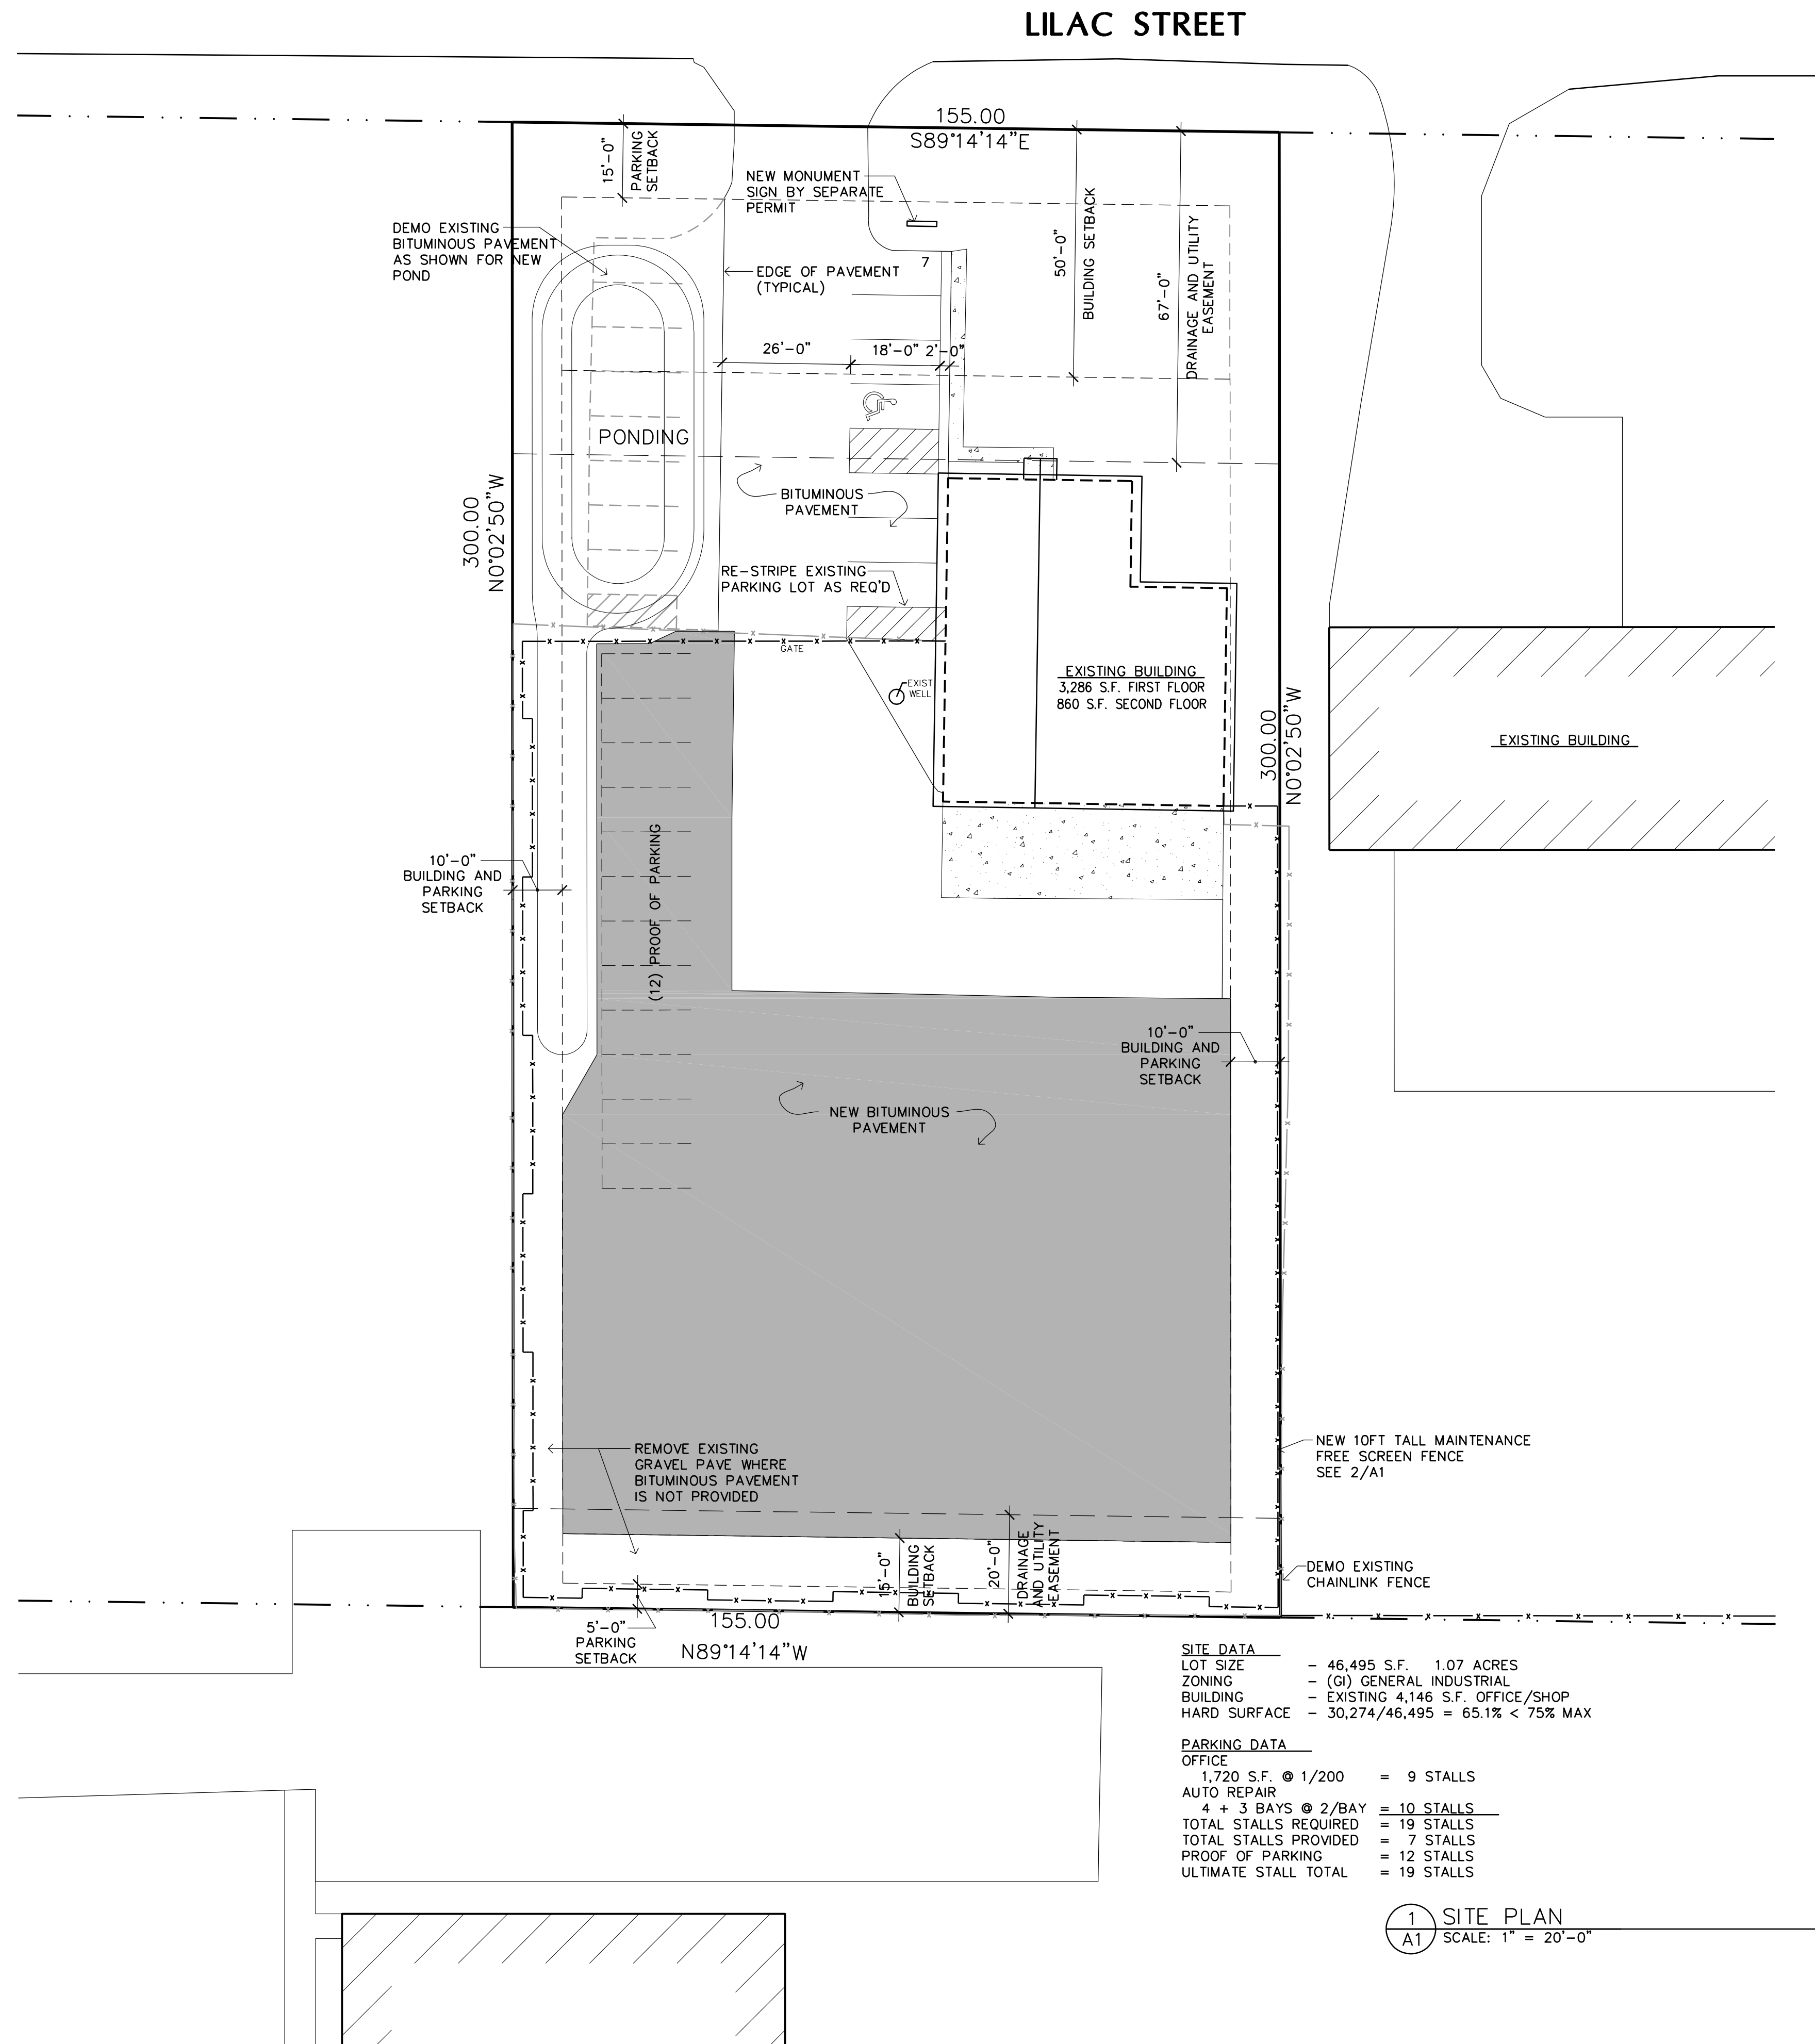 LILAC STREET
155.00
S89°14'14"E
15'-0"
PARKING
SETBACK
NEW MONUMENT
SIGN BY SEPARATE
PERMIT
DEMO EXISTING
BITUMINOUS PAVEMENT
AS SHOWN FOR NEW
POND
7
EDGE OF PAVEMENT
(TYPICAL)
50'-0"
BUILDING SETBACK
67'-0"
DRAINAGE AND UTILITY
EASEMENT
26'-0"
18'-0"
2'-0"
PONDING
300.00
N0°02'50"W
BITUMINOUS
PAVEMENT
RE-STRIPE EXISTING
PARKING LOT AS REQ'D
GATE
EXIST
WELL
EXISTING BUILDING
3,286 S.F. FIRST FLOOR
860 S.F. SECOND FLOOR
300.00
N0°02'50"W
EXISTING BUILDING
(12) PROOF OF PARKING
10'-0"
BUILDING AND
PARKING
SETBACK
10'-0"
BUILDING AND
PARKING
SETBACK
NEW BITUMINOUS
PAVEMENT
REMOVE EXISTING
GRAVEL PAVE WHERE
BITUMINOUS PAVEMENT
IS NOT PROVIDED
NEW 10FT TALL MAINTENANCE
FREE SCREEN FENCE
SEE 2/A1
15'-0"
BUILDING
SETBACK
20'-0"
DRAINAGE
AND UTILITY
EASEMENT
DEMO EXISTING
CHAINLINK FENCE
5'-0"
PARKING
SETBACK
155.00
N89°14'14"W
SITE DATA
LOT SIZE - 46,495 S.F. 1.07 ACRES
ZONING - (GI) GENERAL INDUSTRIAL
BUILDING - EXISTING 4,146 S.F. OFFICE/SHOP
HARD SURFACE - 30,274/46,495 = 65.1% < 75% MAX
PARKING DATA
OFFICE
1,720 S.F. @ 1/200 = 9 STALLS
AUTO REPAIR
4 + 3 BAYS @ 2/BAY = 10 STALLS
TOTAL STALLS REQUIRED = 19 STALLS
TOTAL STALLS PROVIDED = 7 STALLS
PROOF OF PARKING = 12 STALLS
ULTIMATE STALL TOTAL = 19 STALLS
1
A1
SITE PLAN
SCALE: 1" = 20'-0"